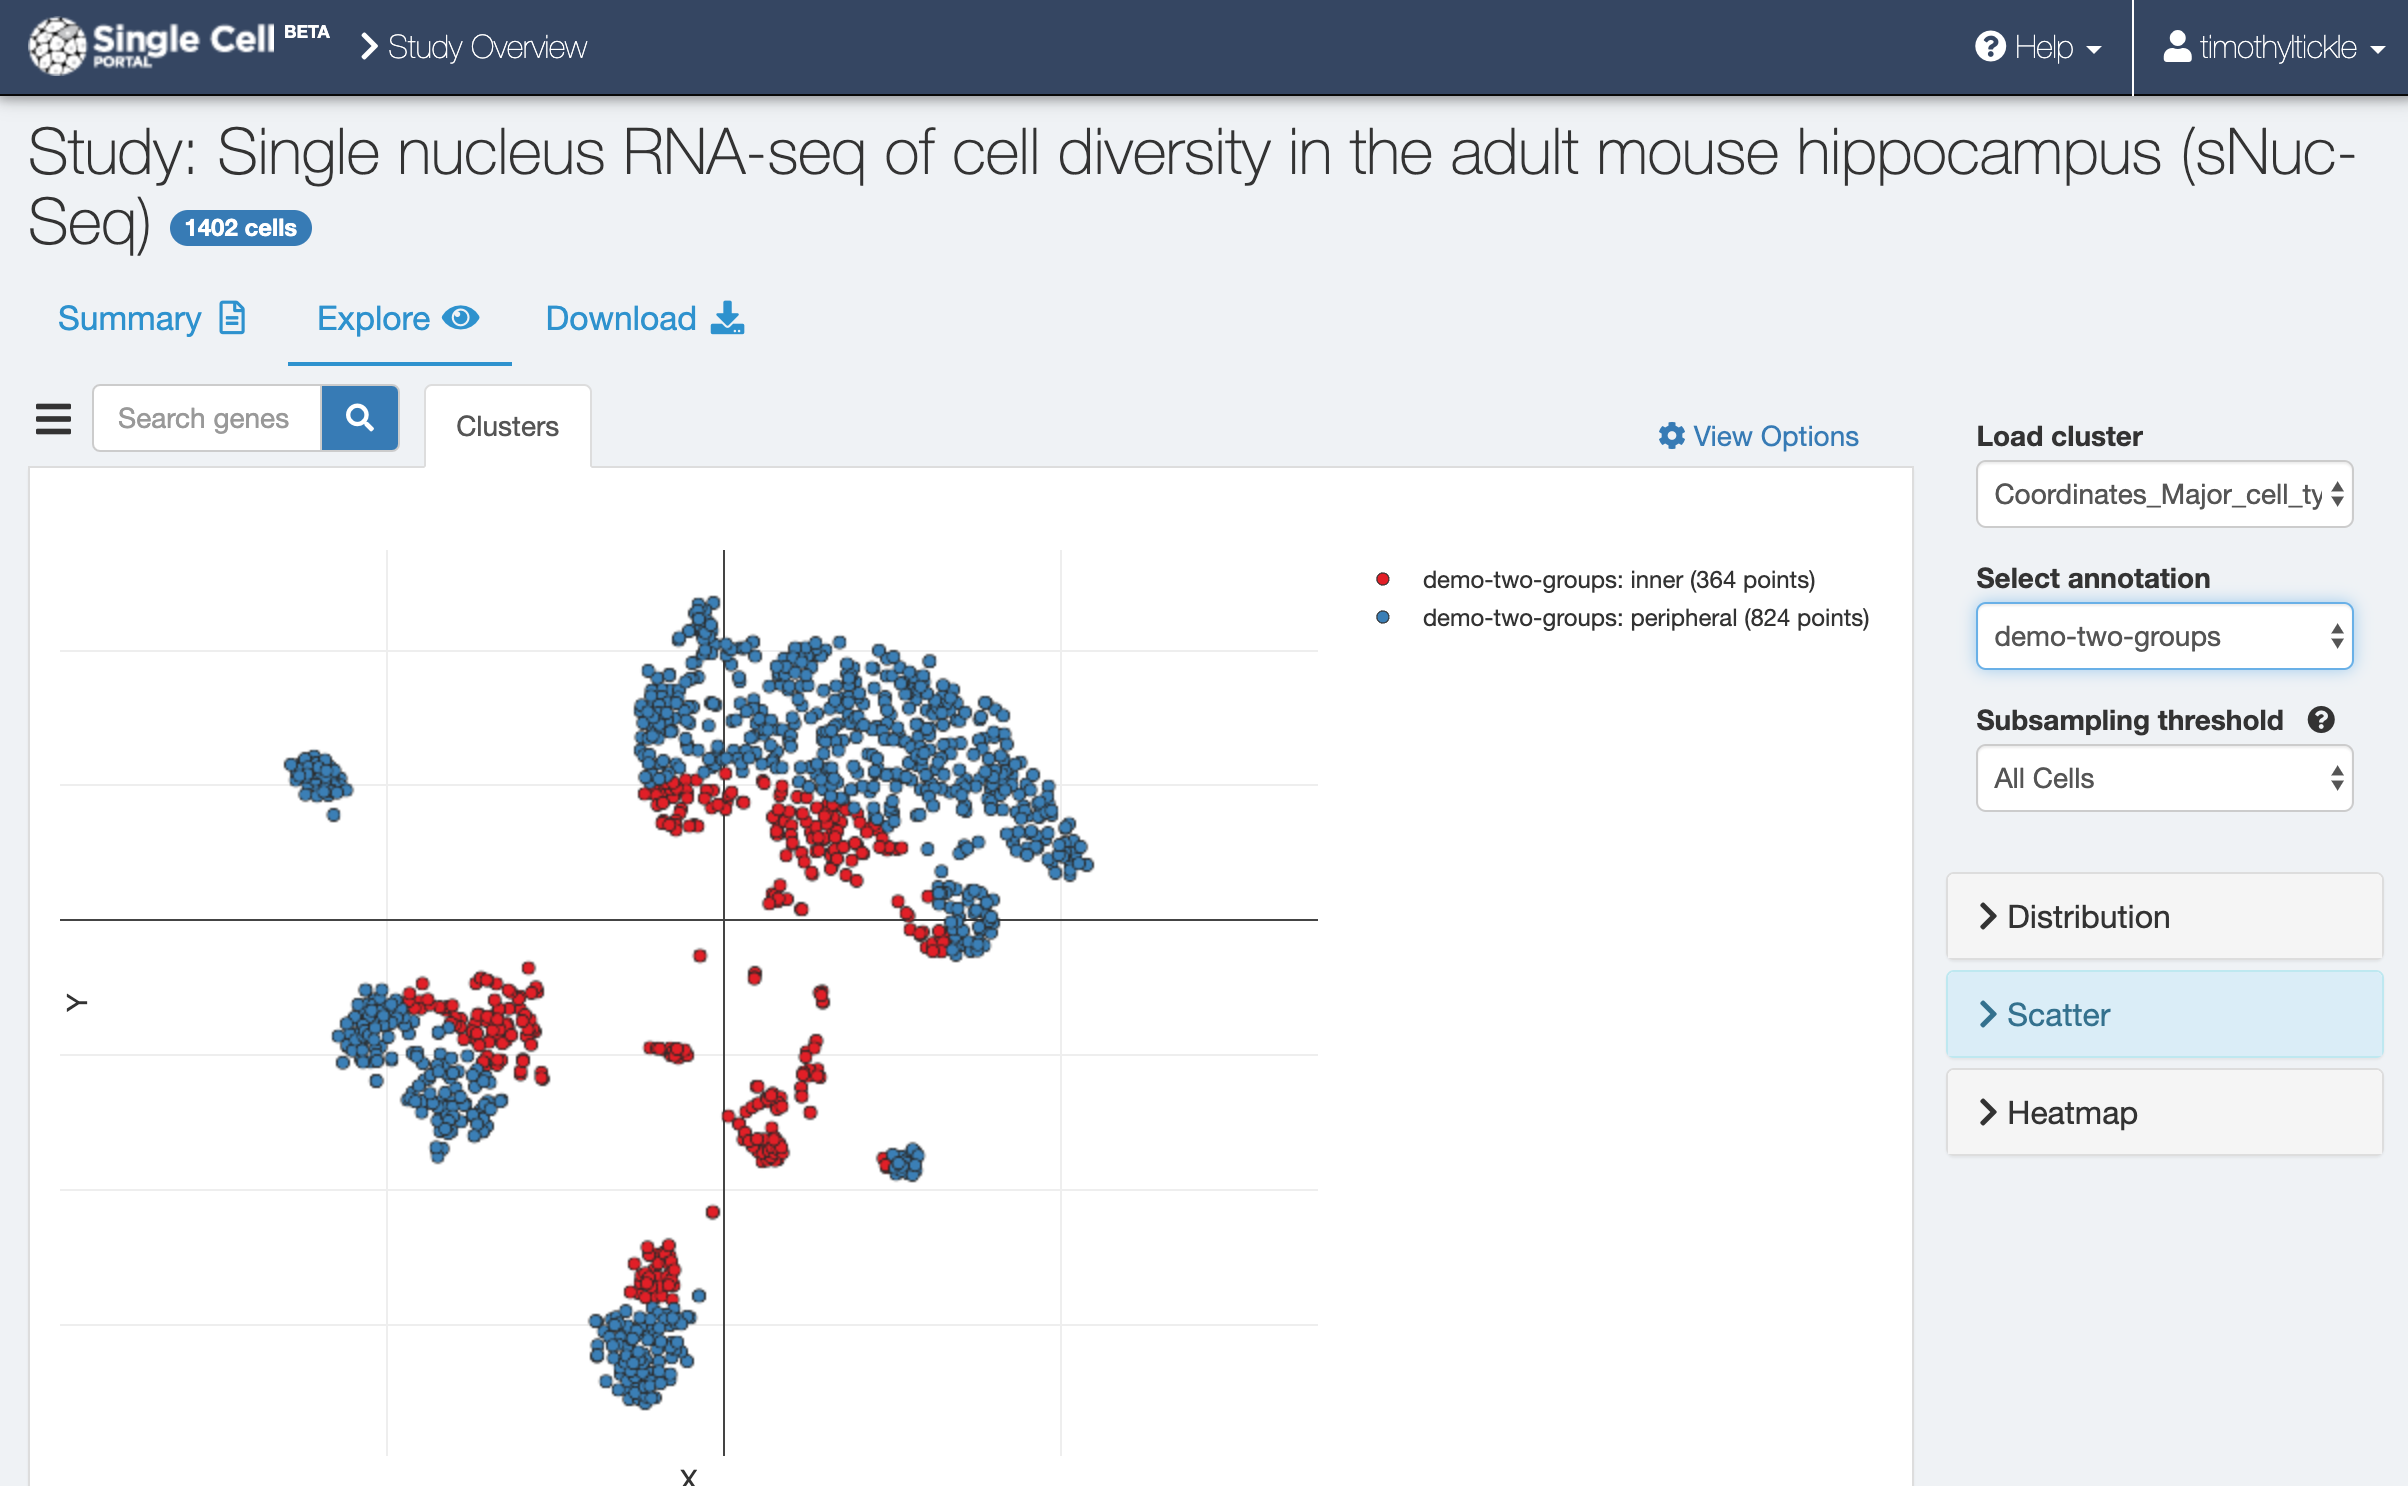 Single Cell BETA
PORTAL
Study Overview
Help
timothyltickle
Study: Single nucleus RNA-seq of cell diversity in the adult mouse hippocampus (sNuc-
Seq) 1402 cells
Summary Explore Download
Search genes
Clusters
View Options
demo-two-groups: inner (364 points)
demo-two-groups: peripheral (824 points)
Y
X
Load cluster
Coordinates_Major_cell_ty
Select annotation
demo-two-groups
Subsampling threshold
All Cells
Distribution
Scatter
Heatmap